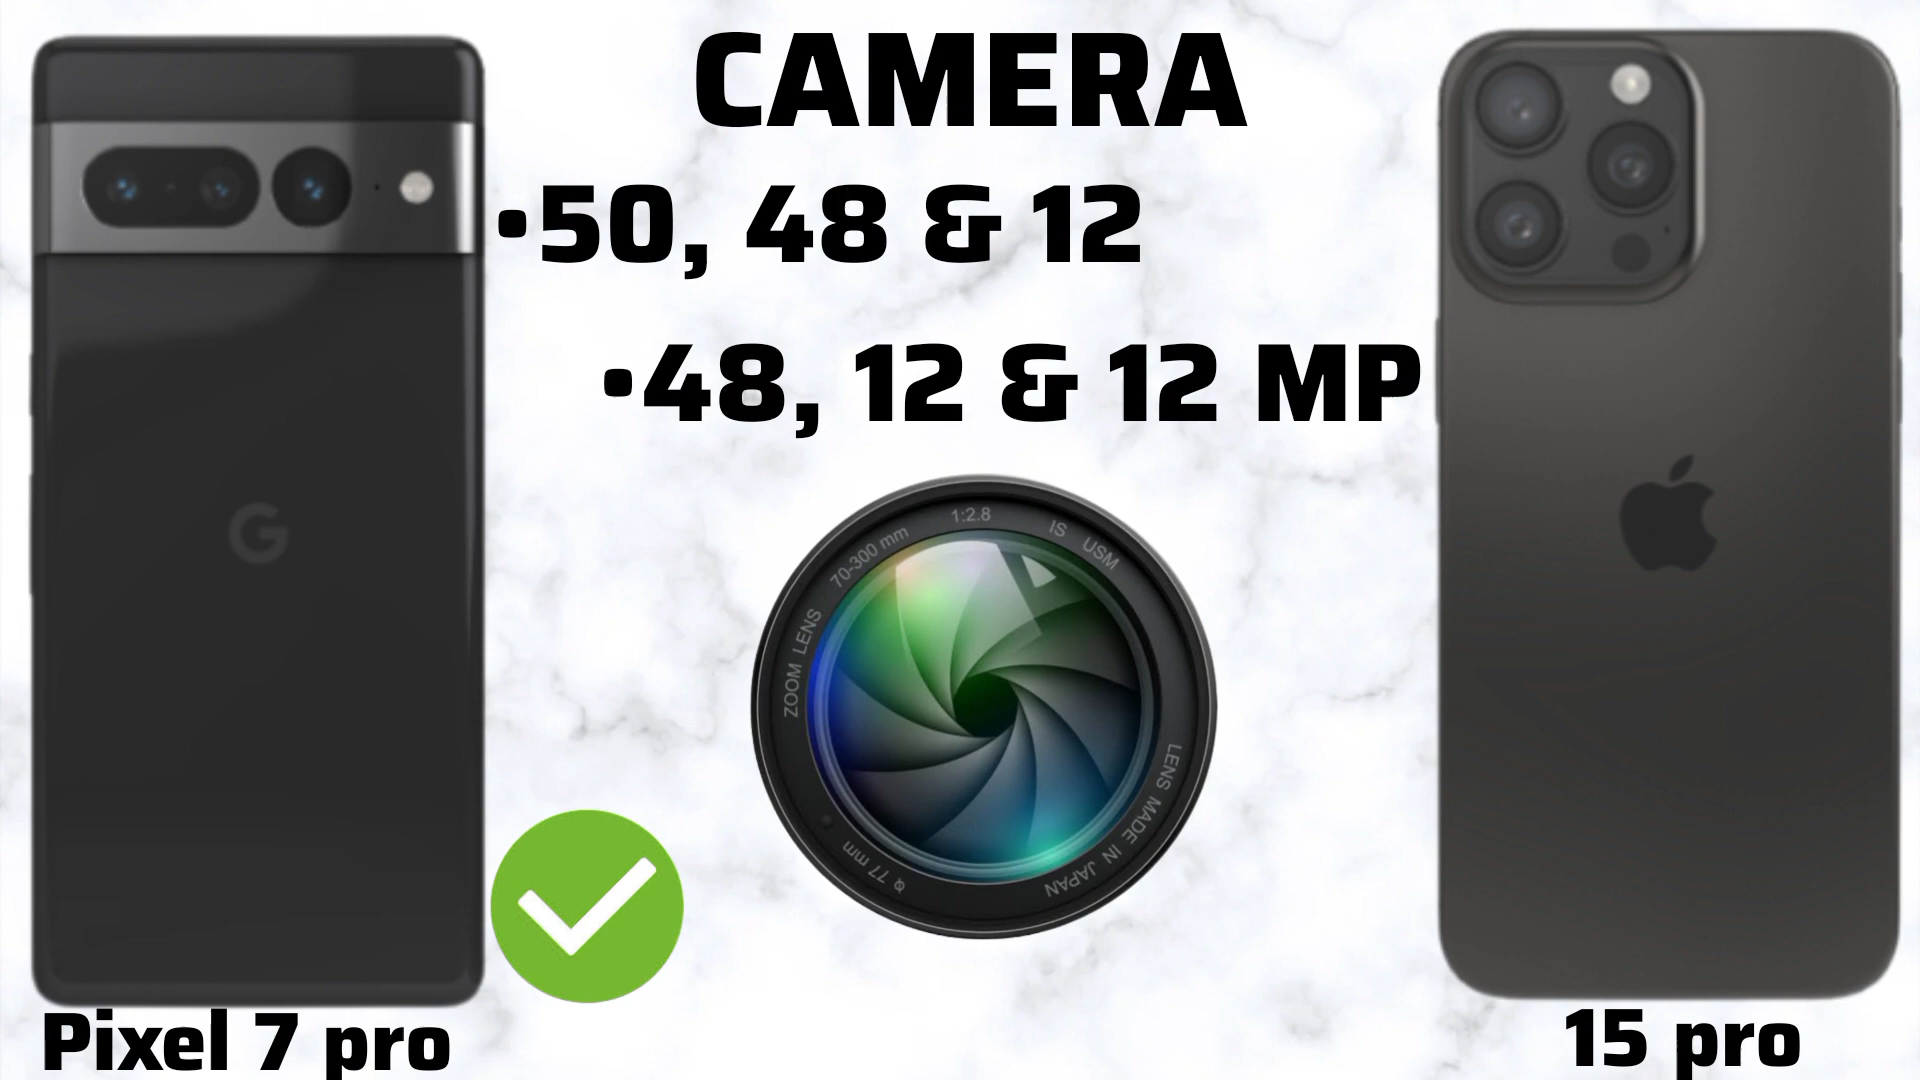 CAMERA
•50, 48 & 12
•48, 12 & 12 MP
1:2.8
70-300 mm
IS USM
ZOOM LENS
LENS MADE IN JAPAN
φ 77 mm
G
Pixel 7 pro
15 pro